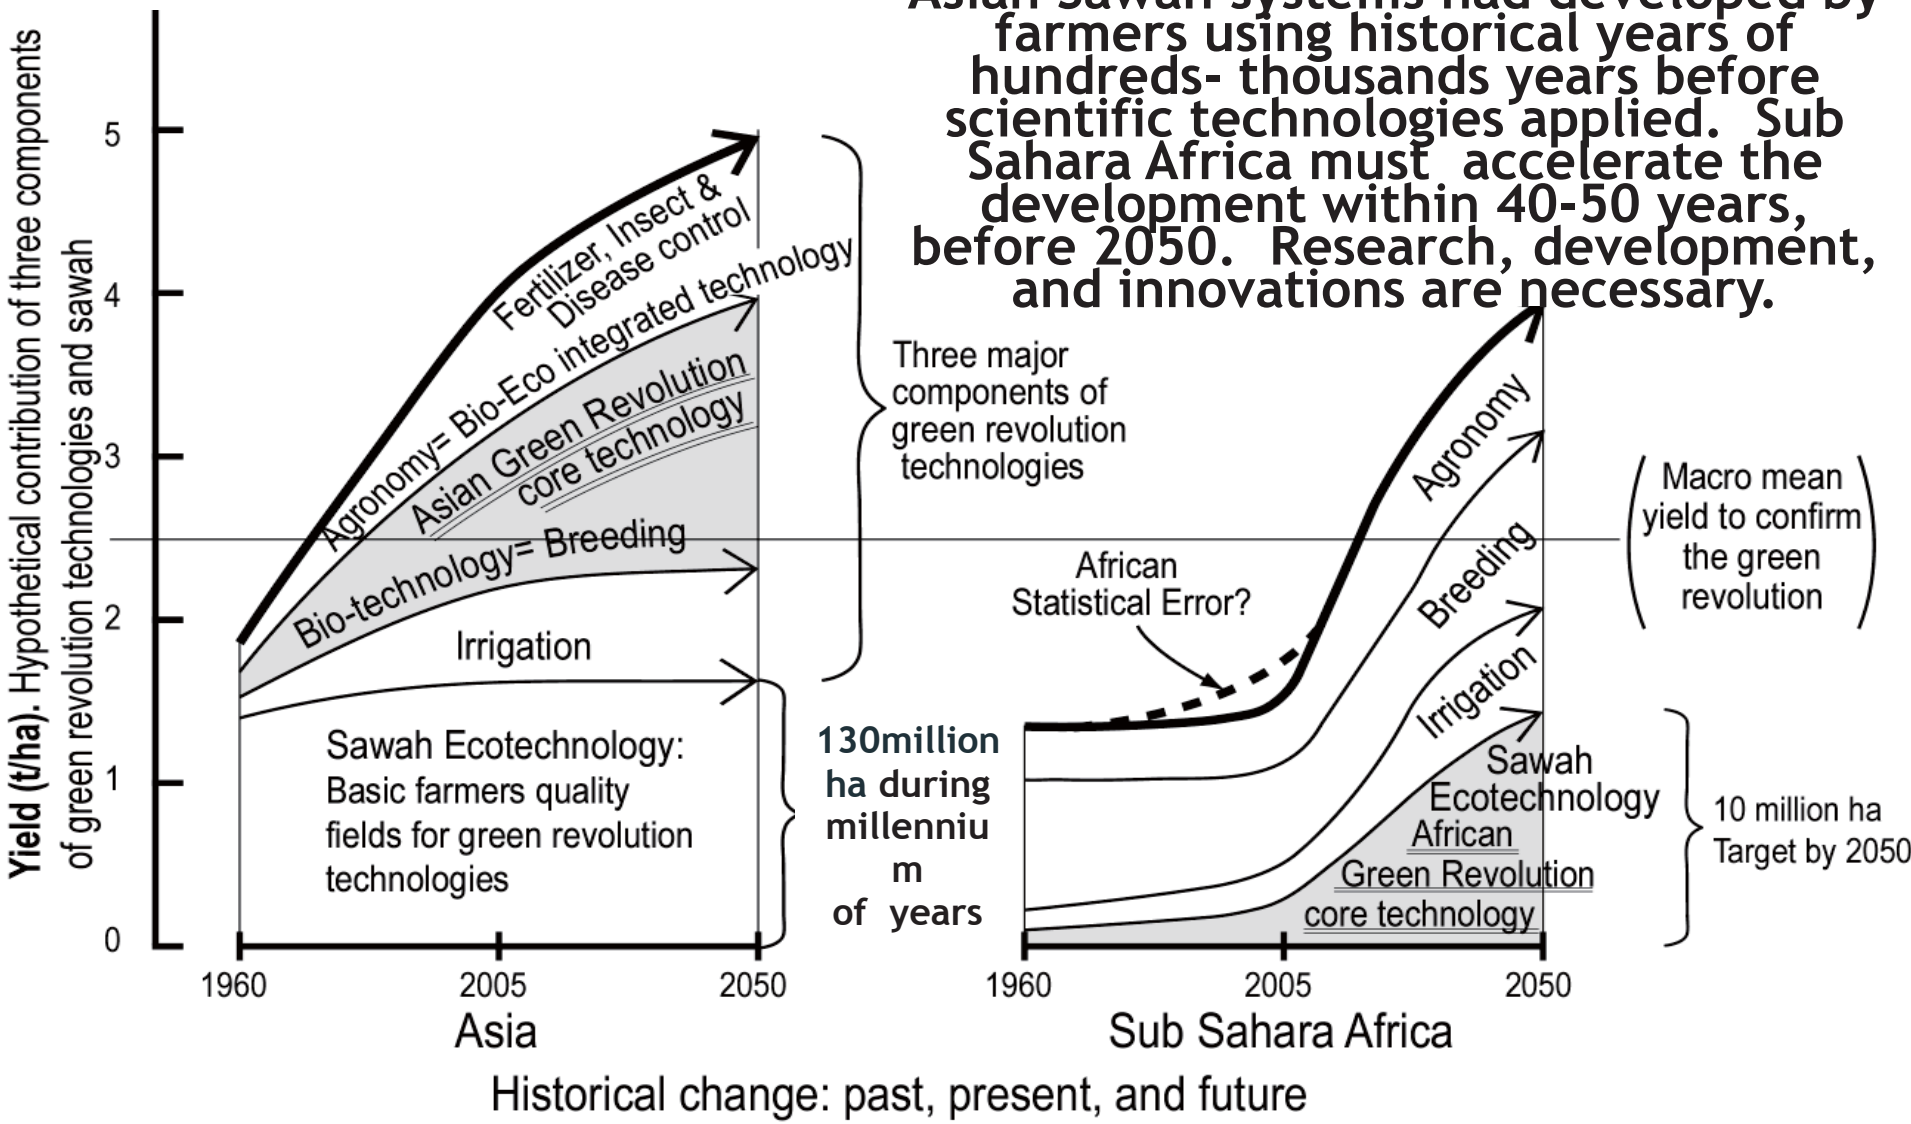 Asian Sawah systems had developed by
farmers using historical years of
hundreds- thousands years before
scientific technologies applied. Sub
Sahara Africa must accelerate the
development within 40-50 years,
before 2050. Research, development,
and innovations are necessary.
Yield (t/ha). Hypothetical contribution of three components
of green revolution technologies and sawah
5
4
3
2
1
0
Fertilizer, Insect &
Disease control
Agronomy= Bio-Eco integrated technology
Asian Green Revolution
core technology
Bio-technology= Breeding
Irrigation
Sawah Ecotechnology:
Basic farmers quality
fields for green revolution
technologies
Three major
components of
green revolution
technologies
130million
ha during
millenniu
m
of years
African
Statistical Error?
Agronomy
Breeding
Irrigation
Sawah
Ecotechnology
African
Green Revolution
core technology
Macro mean
yield to confirm
the green
revolution
10 million ha
Target by 2050
1960 2005 2050
Asia
1960 2005 2050
Sub Sahara Africa
Historical change: past, present, and future